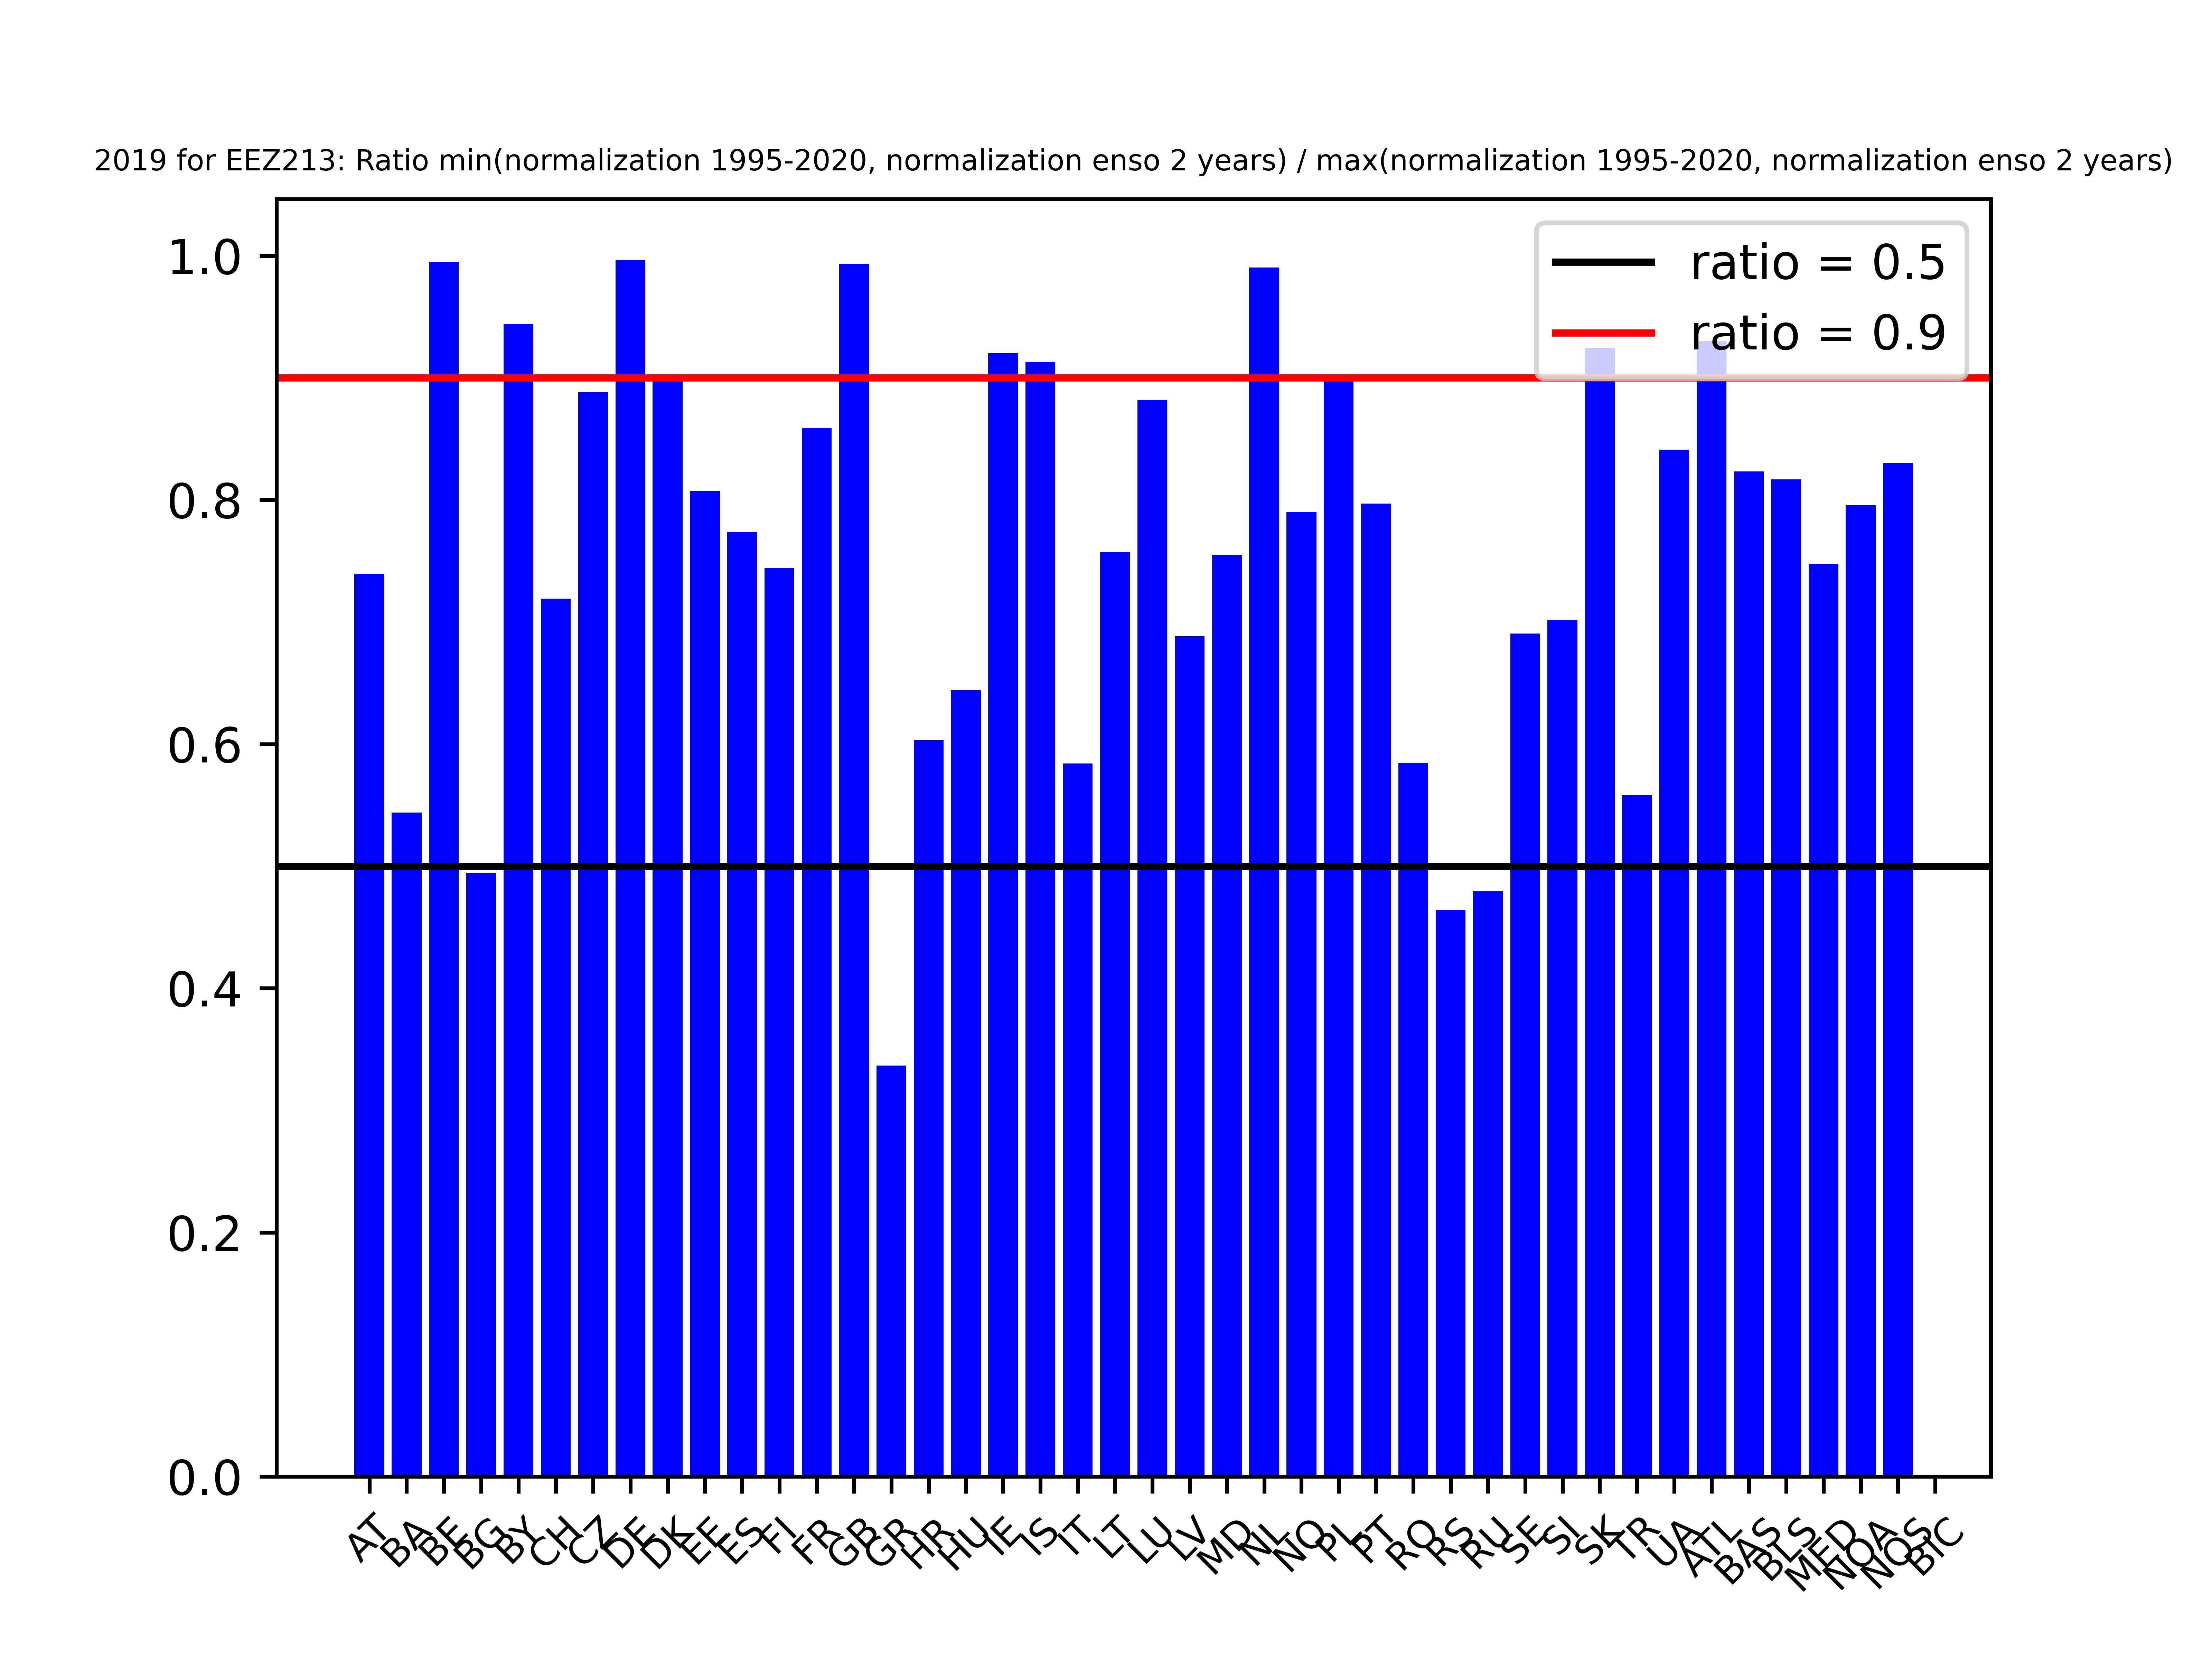 2019 for EEZ213: Ratio min(normalization 1995-2020, normalization enso 2 years) / max(normalization 1995-2020, normalization enso 2 years)
ratio = 0.5
ratio = 0.9
1.0
0.8
0.6
0.4
0.2
0.0
AT BA BE BG BY CH CZ DE DK EE ES FI FR GB GR HR HU IE IS IT LT LU LV MD NL NO PL PT RO RS RU SE SI SK TR UA ATL BAS BLS MED NOA NOS BIC